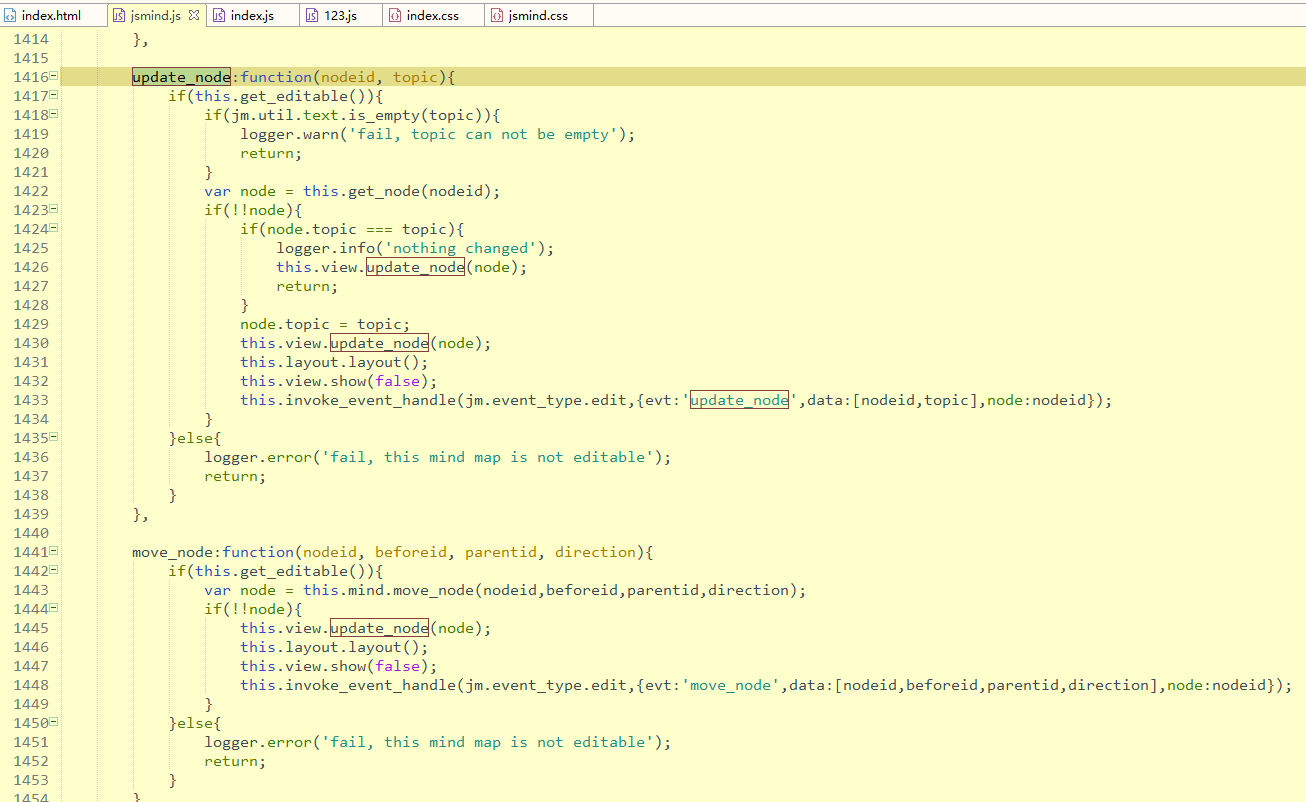 index.html jsmind.js index.js 123.js index.css jsmind.css
1414 },
1415
1416 update_node:function(nodeid, topic){
1417 if(this.get_editable()){
1418 if(jm.util.text.is_empty(topic)){
1419 logger.warn('fail, topic can not be empty');
1420 return;
1421 }
1422 var node = this.get_node(nodeid);
1423 if(!!node){
1424 if(node.topic === topic){
1425 logger.info('nothing changed');
1426 this.view.update_node(node);
1427 return;
1428 }
1429 node.topic = topic;
1430 this.view.update_node(node);
1431 this.layout.layout();
1432 this.view.show(false);
1433 this.invoke_event_handle(jm.event_type.edit,{evt:'update_node',data:[nodeid,topic],node:nodeid});
1434 }
1435 }else{
1436 logger.error('fail, this mind map is not editable');
1437 return;
1438 }
1439 },
1440
1441 move_node:function(nodeid, beforeid, parentid, direction){
1442 if(this.get_editable()){
1443 var node = this.mind.move_node(nodeid,beforeid,parentid,direction);
1444 if(!!node){
1445 this.view.update_node(node);
1446 this.layout.layout();
1447 this.view.show(false);
1448 this.invoke_event_handle(jm.event_type.edit,{evt:'move_node',data:[nodeid,beforeid,parentid,direction],node:nodeid});
1449 }
1450 }else{
1451 logger.error('fail, this mind map is not editable');
1452 return;
1453 }
1454 }